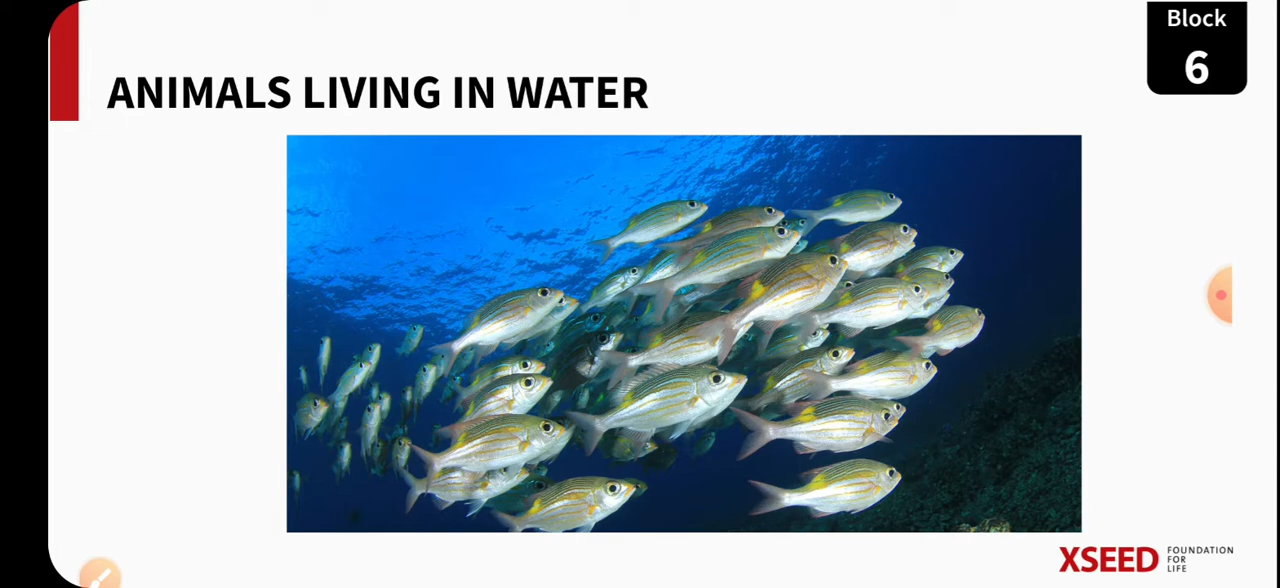 Block
6
ANIMALS LIVING IN WATER
XSEED
FOUNDATION
FOR
LIFE